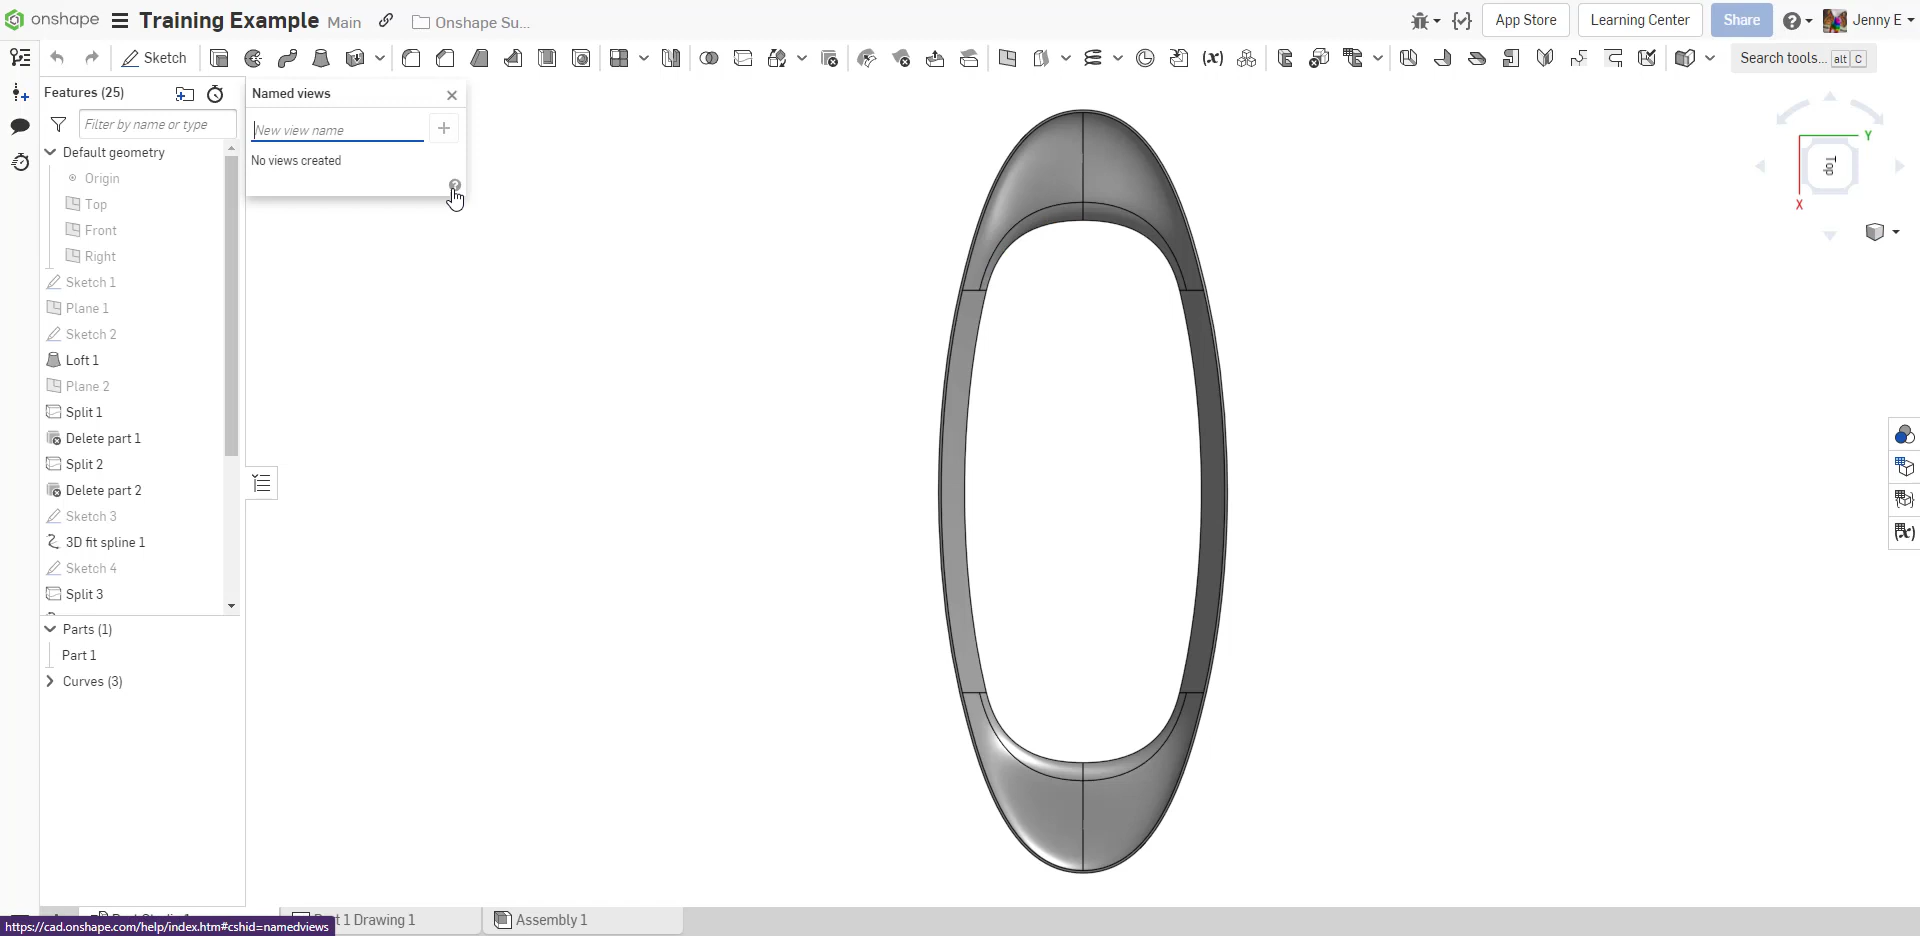 onshape Training Example Main Onshape Su... App Store Learning Center Share Jenny E
Sketch Search tools... alt C
Features (25)
Filter by name or type
Default geometry
Origin
Top
Front
Right
Sketch 1
Plane 1
Sketch 2
Loft 1
Plane 2
Split 1
Delete part 1
Split 2
Delete part 2
Sketch 3
3D fit spline 1
Sketch 4
Split 3
Parts (1)
Part 1
Curves (3)
Named views
New view name
No views created
Y
Top
X
t 1 Drawing 1
Assembly 1
https://cad.onshape.com/help/index.htm#cshid=namedviews